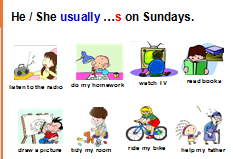 He / She usually ...s on Sundays.
listen to the radio
do my homework
watch TV
read books
draw a picture
tidy my room
ride my bike
help my father